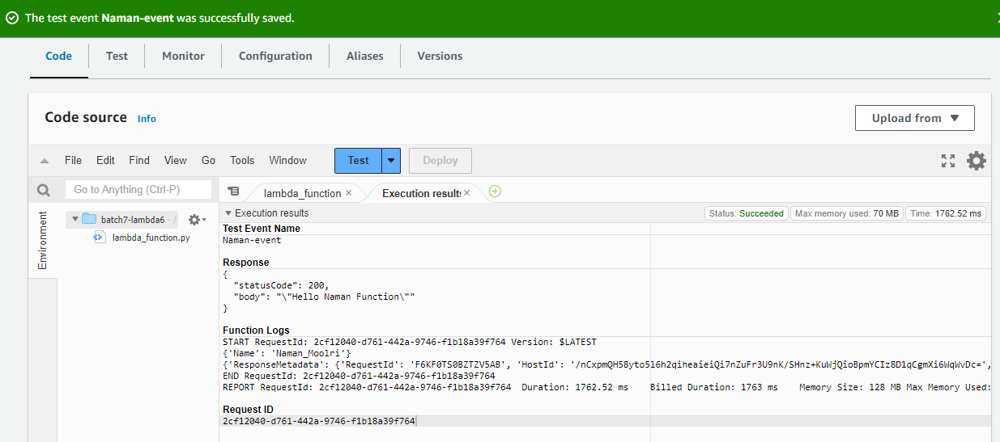 The test event Naman-event was successfully saved.
Code Test Monitor Configuration Aliases Versions
Code source Info
Upload from
File Edit Find View Go Tools Window Test Deploy
Go to Anything (Ctrl-P)
lambda_function
Execution results
Environment
batch7-lambda6 - /
lambda_function.py
Execution results
Status: Succeeded
Max memory used: 70 MB
Time: 1762.52 ms
Test Event Name
Naman-event
Response
{
"statusCode": 200,
"body": "\"Hello Naman Function\""
}
Function Logs
START RequestId: 2cf12040-d761-442a-9746-f1b18a39f764 Version: $LATEST
{'Name': 'Naman_Moolri'}
{'ResponseMetadata': {'RequestId': 'F6KF0TS0BZTZV5AB', 'HostId': '/nCxpmQH58yto5l6h2qiheaieiQi7nZuFr3U9nK/SHnz+KuWjQioBpmYCIz8D1qCgmXi6WqWvDc=',
END RequestId: 2cf12040-d761-442a-9746-f1b18a39f764
REPORT RequestId: 2cf12040-d761-442a-9746-f1b18a39f764 Duration: 1762.52 ms Billed Duration: 1763 ms Memory Size: 128 MB Max Memory Used:
Request ID
2cf12040-d761-442a-9746-f1b18a39f764